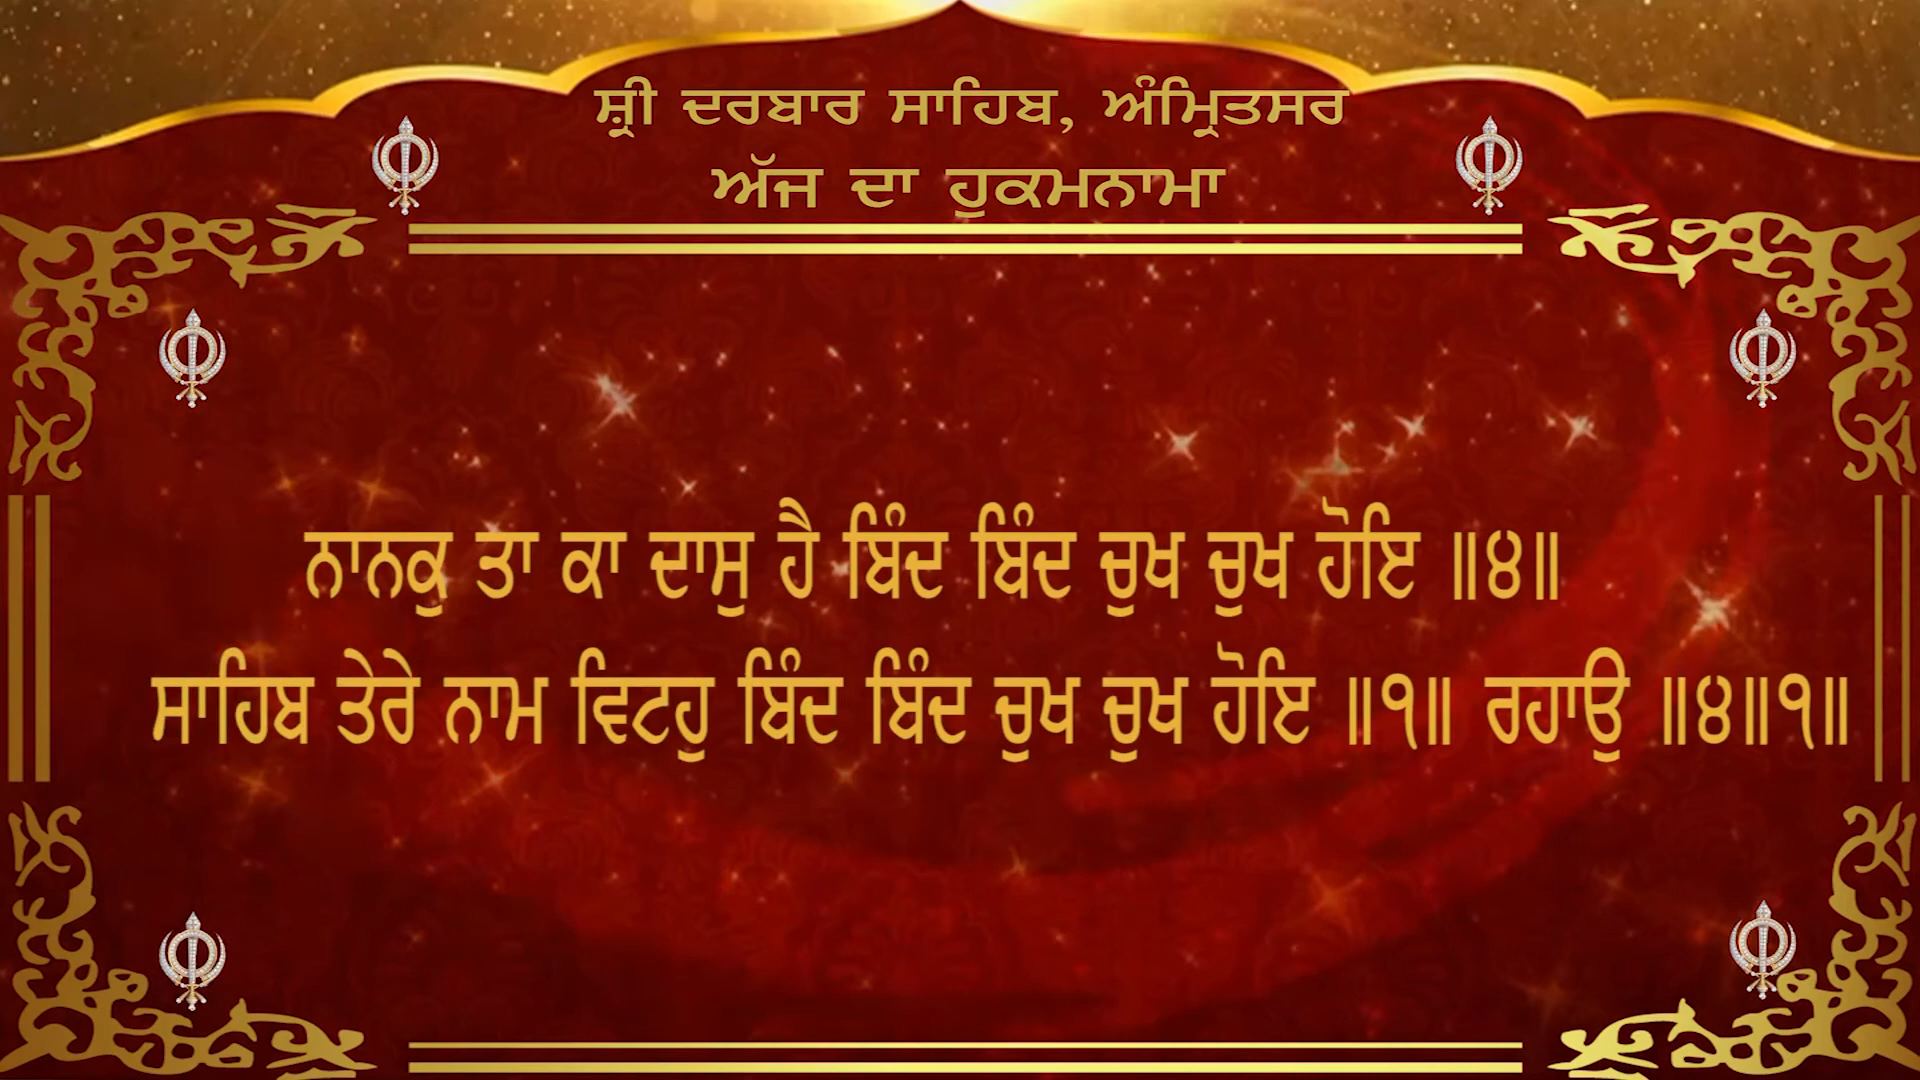 ਸ਼੍ਰੀ ਦਰਬਾਰ ਸਾਹਿਬ, ਅੰਮ੍ਰਿਤਸਰ
ਅੱਜ ਦਾ ਹੁਕਮਨਾਮਾ
ਨਾਨਕੁ ਤਾ ਕਾ ਦਾਸੁ ਹੈ ਬਿੰਦ ਬਿੰਦ ਚੁਖ ਚੁਖ ਹੋਇ ॥੪॥
ਸਾਹਿਬ ਤੇਰੇ ਨਾਮ ਵਿਟਹੁ ਬਿੰਦ ਬਿੰਦ ਚੁਖ ਚੁਖ ਹੋਇ ॥੧॥ ਰਹਾਉ ॥੪॥੧॥